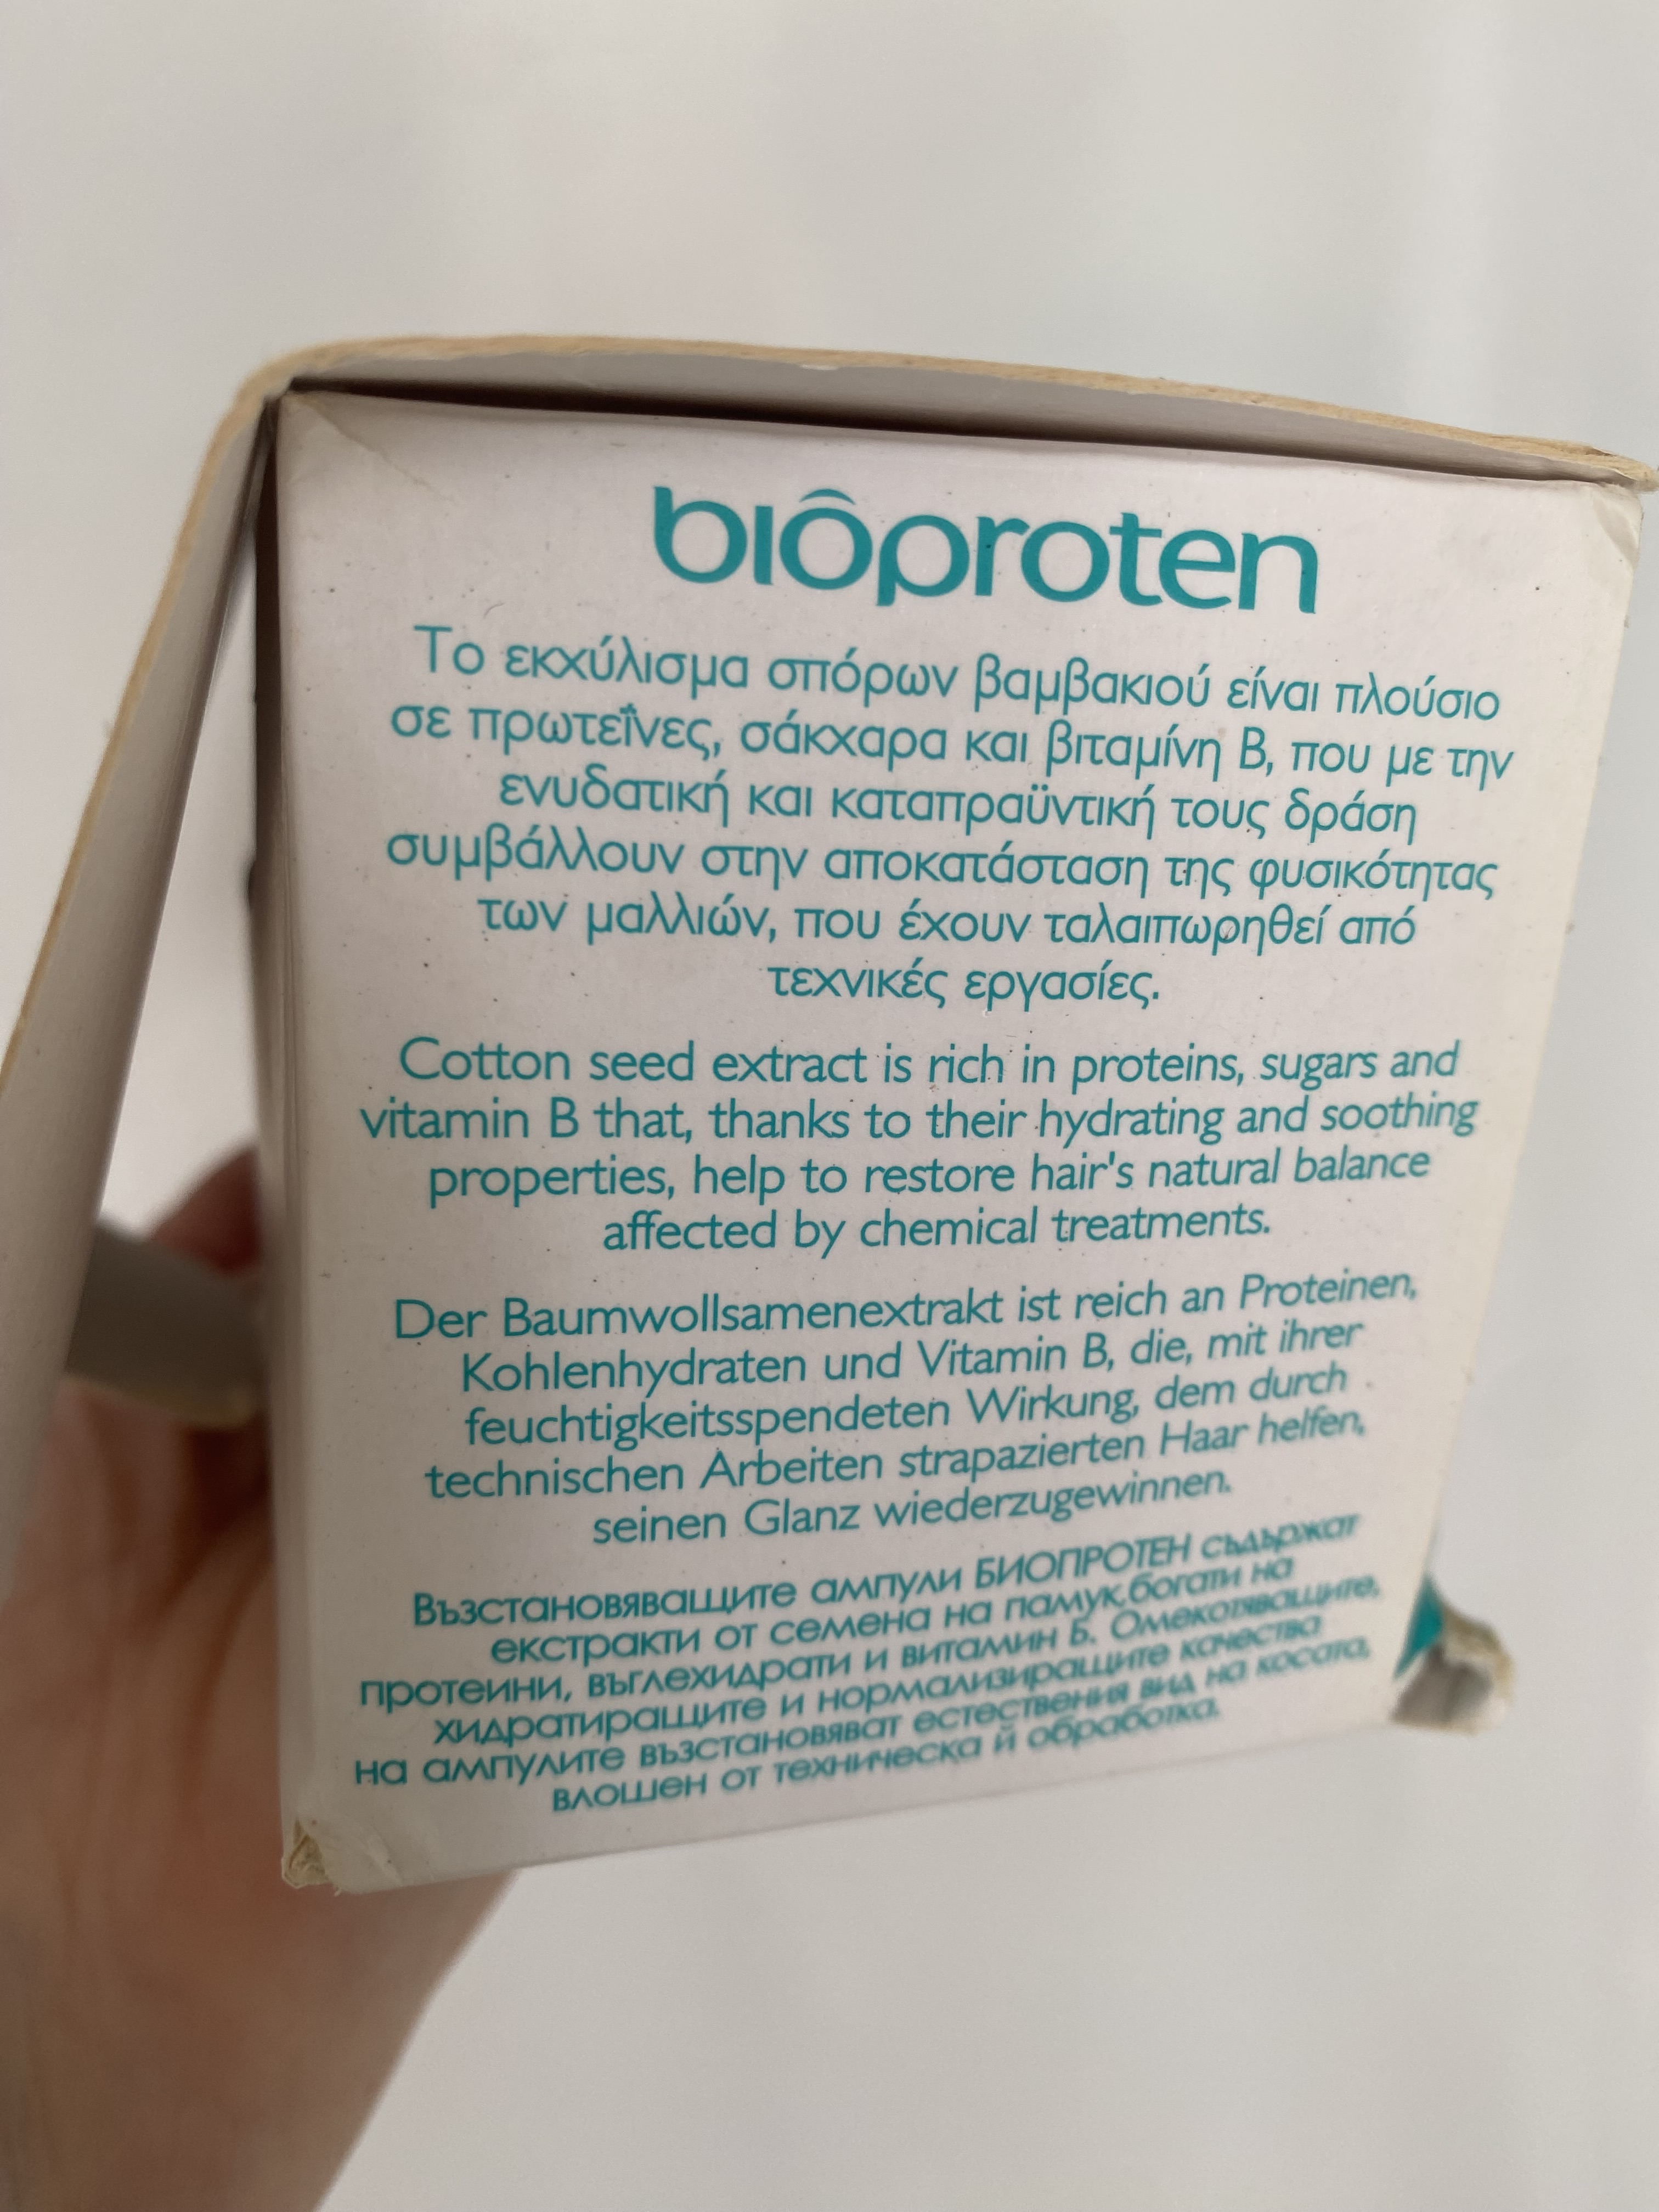 biôproten
Το εκχύλισμα σπόρων βαμβακιού είναι πλούσιο
σε πρωτεΐνες, σάκχαρα και βιταμίνη Β, που με την
ενυδατική και καταπραϋντική τους δράση
συμβάλλουν στην αποκατάσταση της φυσικότητας
των μαλλιών, που έχουν ταλαιπωρηθεί από
τεχνικές εργασίες.
Cotton seed extract is rich in proteins, sugars and
vitamin B that, thanks to their hydrating and soothing
properties, help to restore hair's natural balance
affected by chemical treatments.
Der Baumwollsamenextrakt ist reich an Proteinen,
Kohlenhydraten und Vitamin B, die, mit ihrer
feuchtigkeitsspendeten Wirkung, dem durch
technischen Arbeiten strapazierten Haar helfen,
seinen Glanz wiederzugewinnen.
Възстановяващите ампули БИОПРОТЕН съдържат
екстракти от семена на памук,богати на
протеини, въглехидрати и витамин Б. Омекотяващите,
хидратиращите и нормализиращите качества
на ампулите възстановяват естествения вид на косата,
влошен от техническа й обработка.